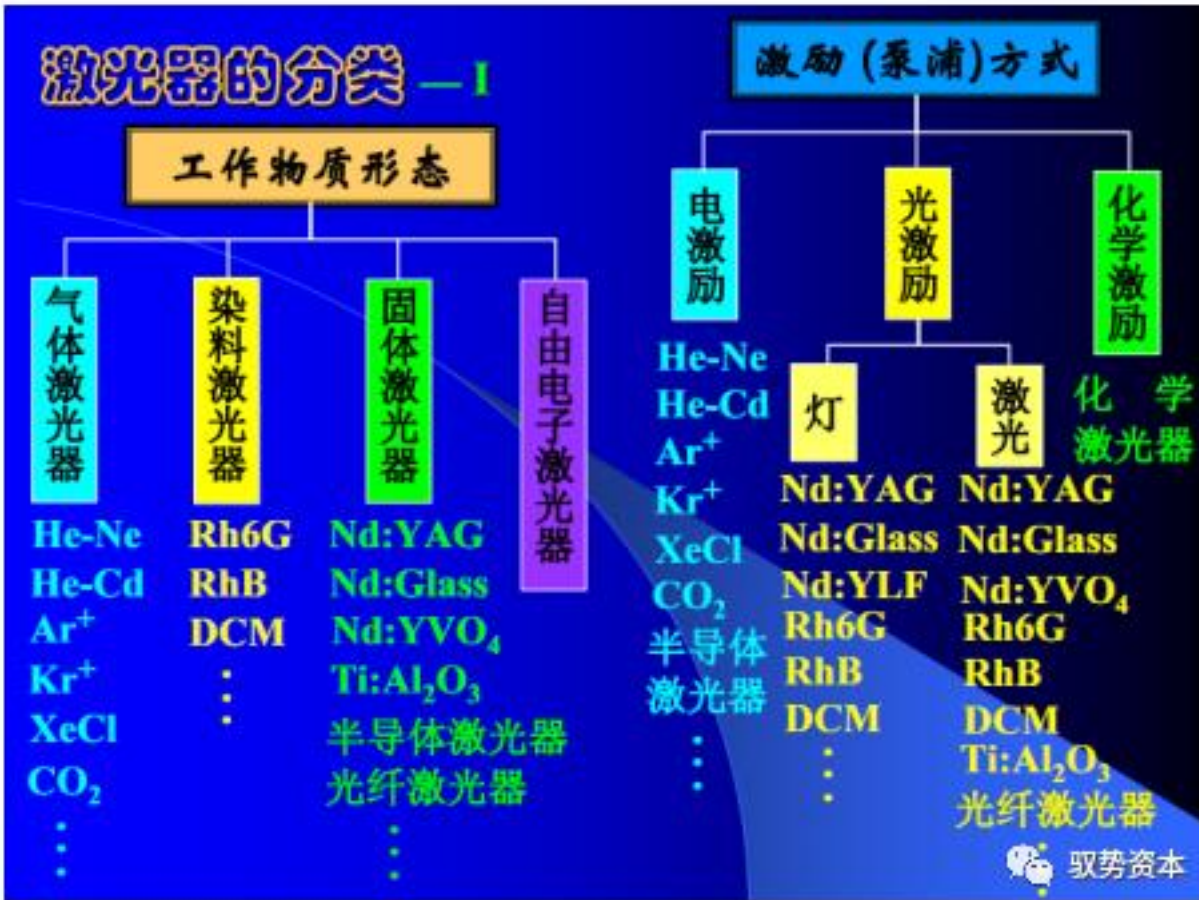 激光器的分类—I
工作物质形态
气体激光器
He-Ne
He-Cd
Ar⁺
Kr⁺
XeCl
CO₂
染料激光器
Rh6G
RhB
DCM
固体激光器
Nd:YAG
Nd:Glass
Nd:YVO₄
Ti:Al₂O₃
半导体激光器
光纤激光器
自由电子激光器
激励(泵浦)方式
电激励
He-Ne
He-Cd
Ar⁺
Kr⁺
XeCl
CO₂
半导体
激光器
光激励
灯
Nd:YAG
Nd:Glass
Nd:YLF
Rh6G
RhB
DCM
激光
Nd:YAG
Nd:Glass
Nd:YVO₄
Rh6G
RhB
DCM
Ti:Al₂O₃
光纤激光器
化学激励
化 学
激光器
驭势资本